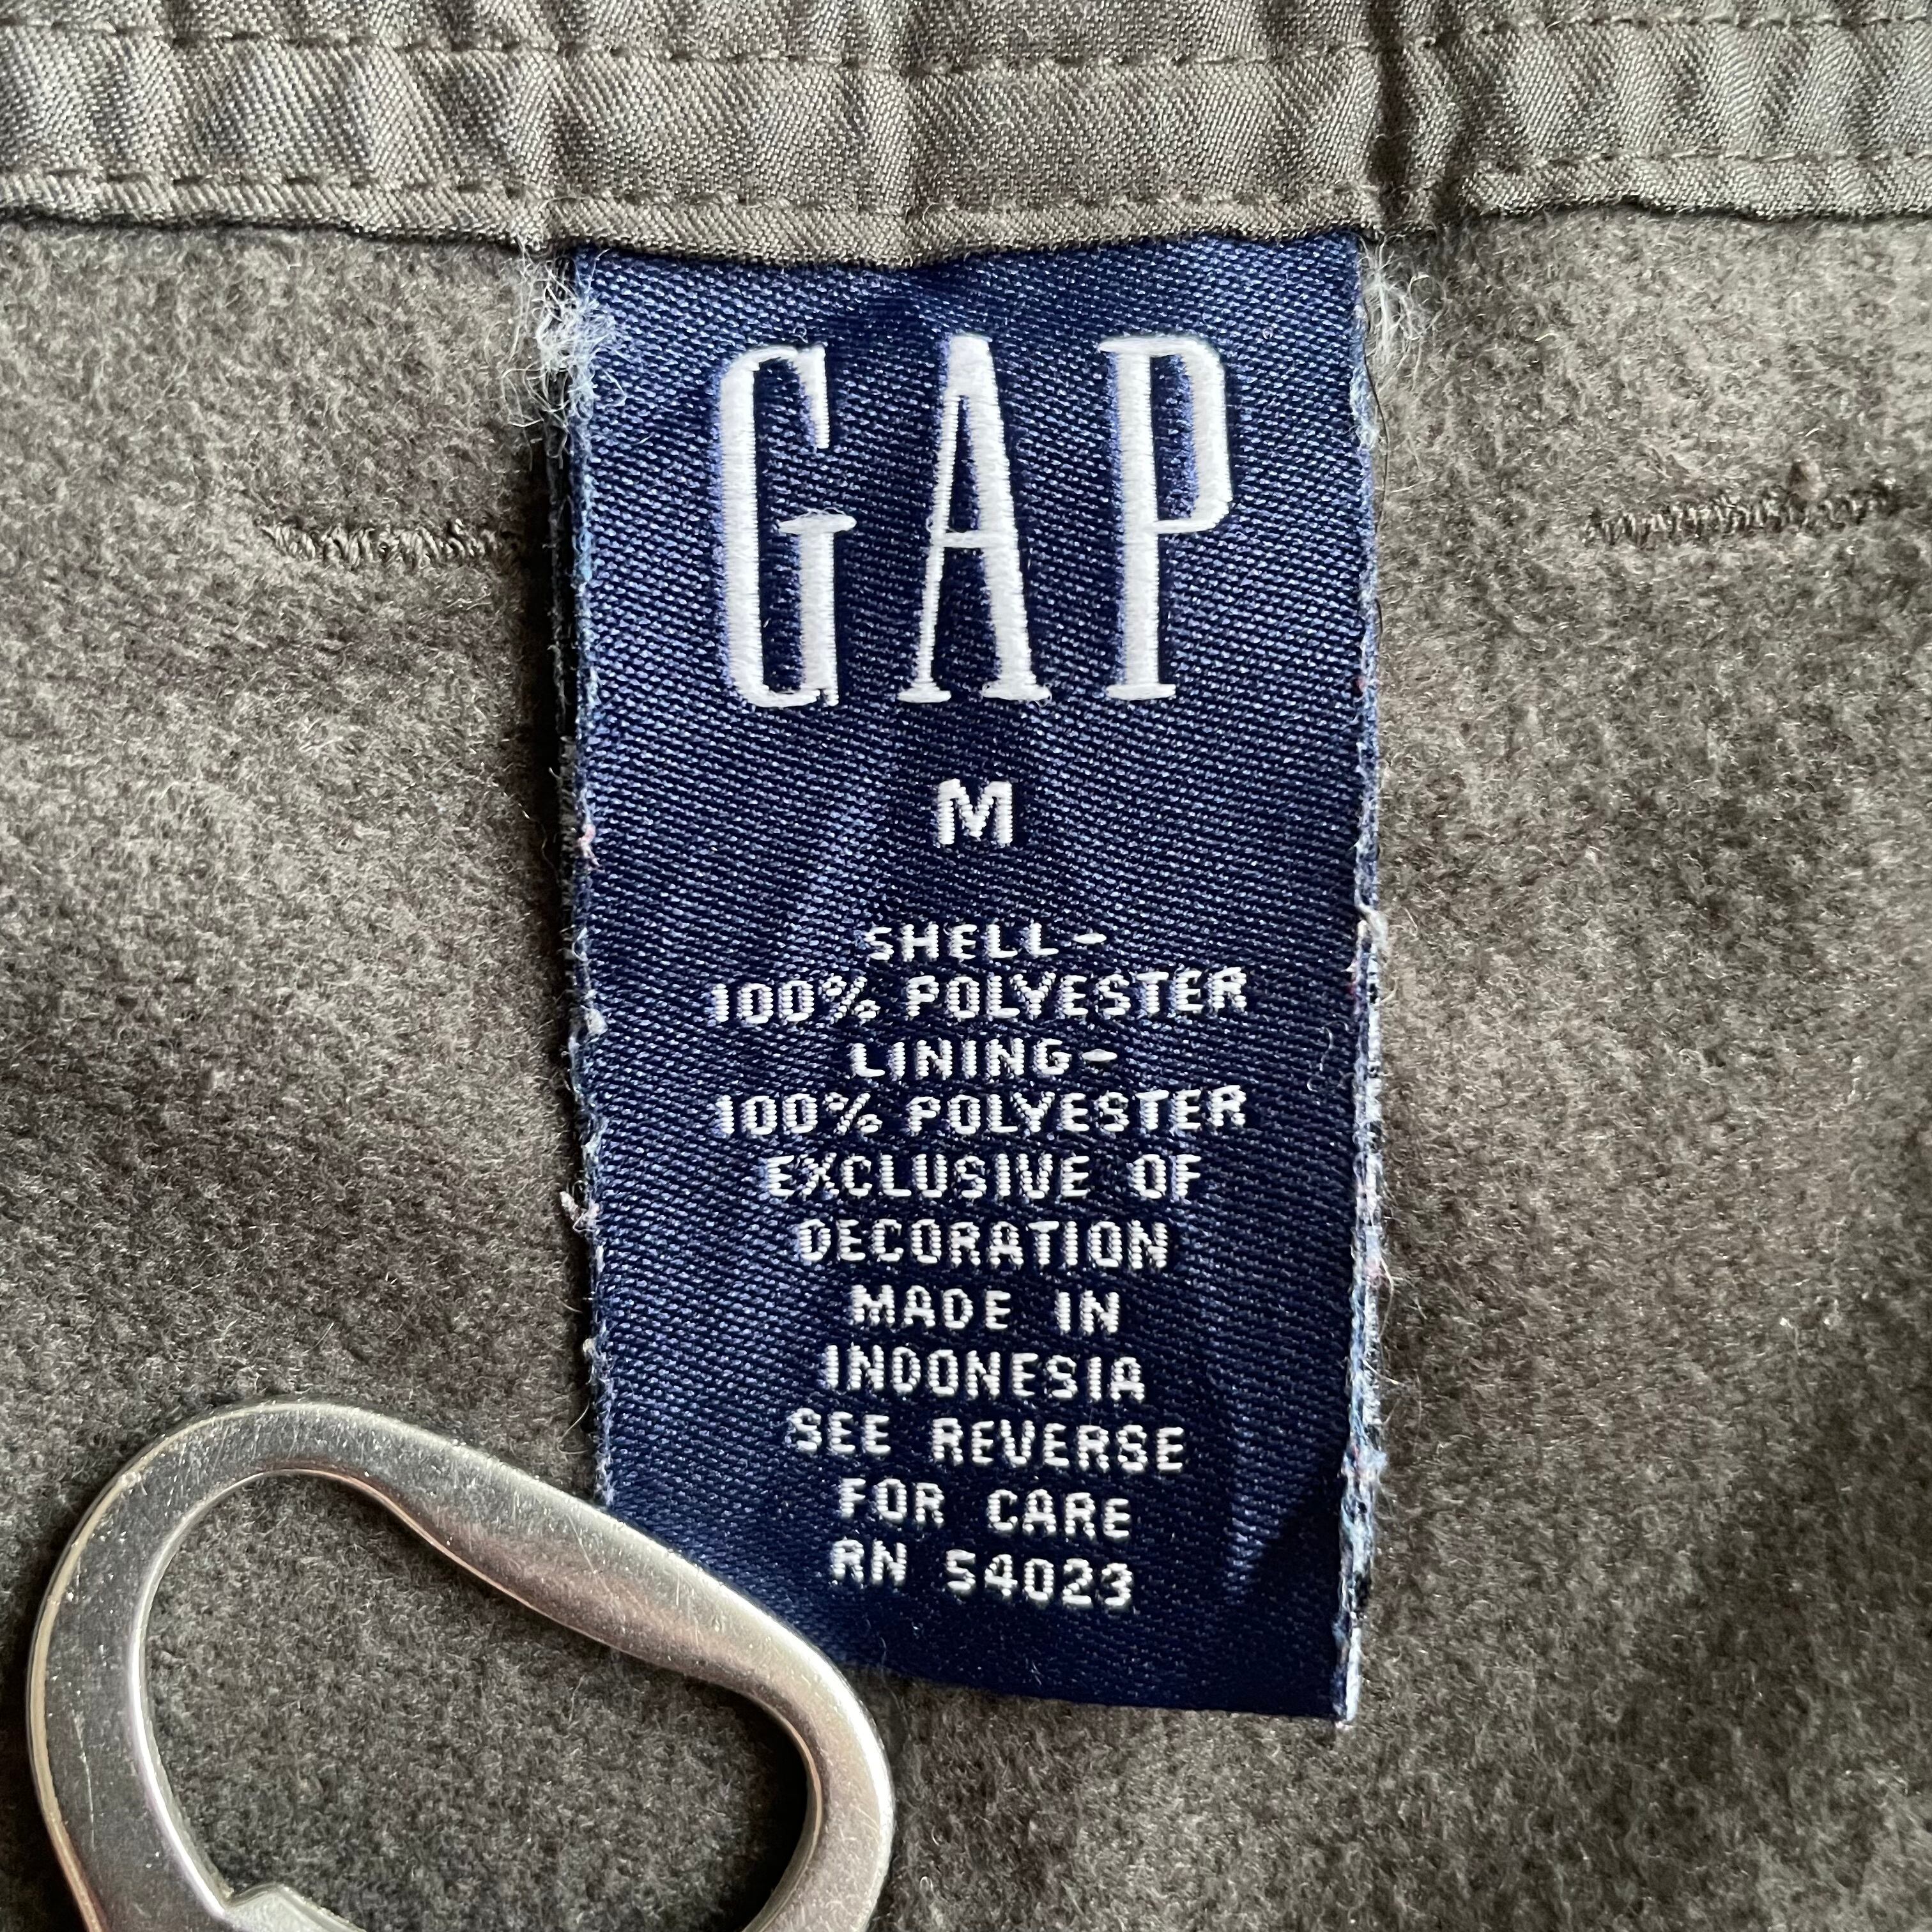 GAP
M
SHELL-
100% POLYESTER
LINING-
100% POLYESTER
EXCLUSIVE OF
DECORATION
MADE IN
INDONESIA
SEE REVERSE
FOR CARE
RN 54023